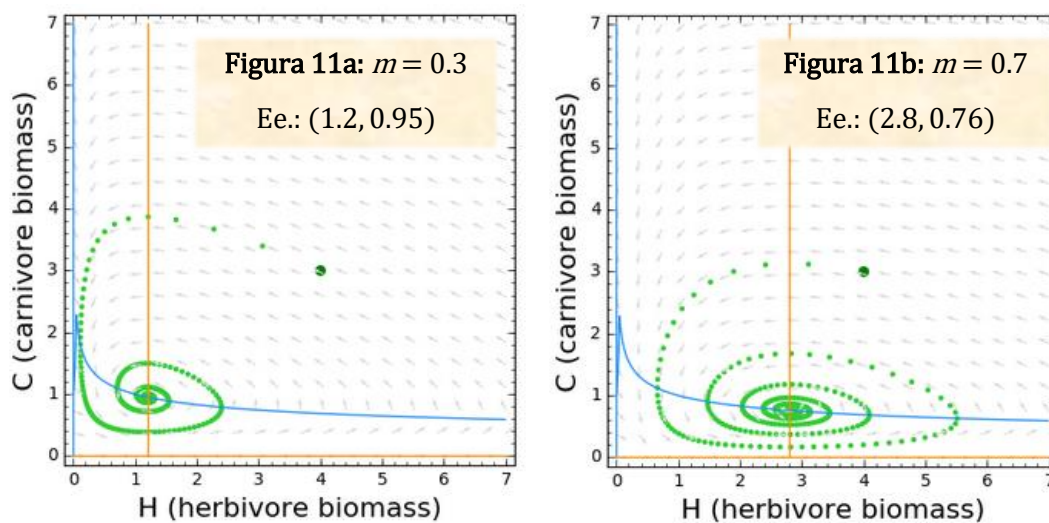 Figura 11a: m = 0.3
Ee.: (1.2, 0.95)
C (carnivore biomass)
7
6
5
4
3
2
1
0
0 1 2 3 4 5 6 7
H (herbivore biomass)
Figura 11b: m = 0.7
Ee.: (2.8, 0.76)
C (carnivore biomass)
7
6
5
4
3
2
1
0
0 1 2 3 4 5 6 7
H (herbivore biomass)